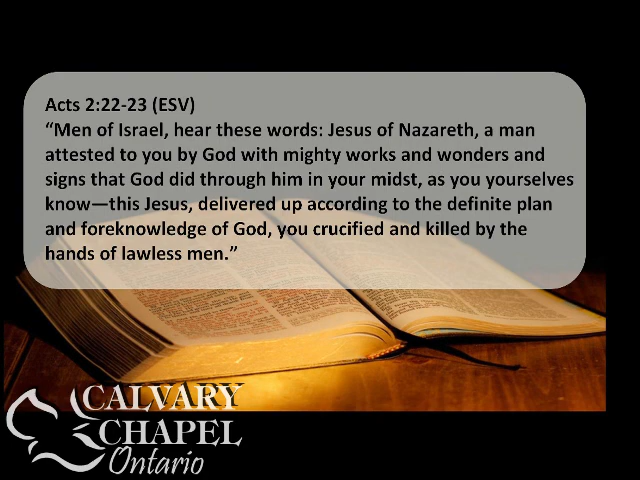 Acts 2:22-23 (ESV)
“Men of Israel, hear these words: Jesus of Nazareth, a man
attested to you by God with mighty works and wonders and
signs that God did through him in your midst, as you yourselves
know—this Jesus, delivered up according to the definite plan
and foreknowledge of God, you crucified and killed by the
hands of lawless men.”
CALVARY
CHAPEL
Ontario